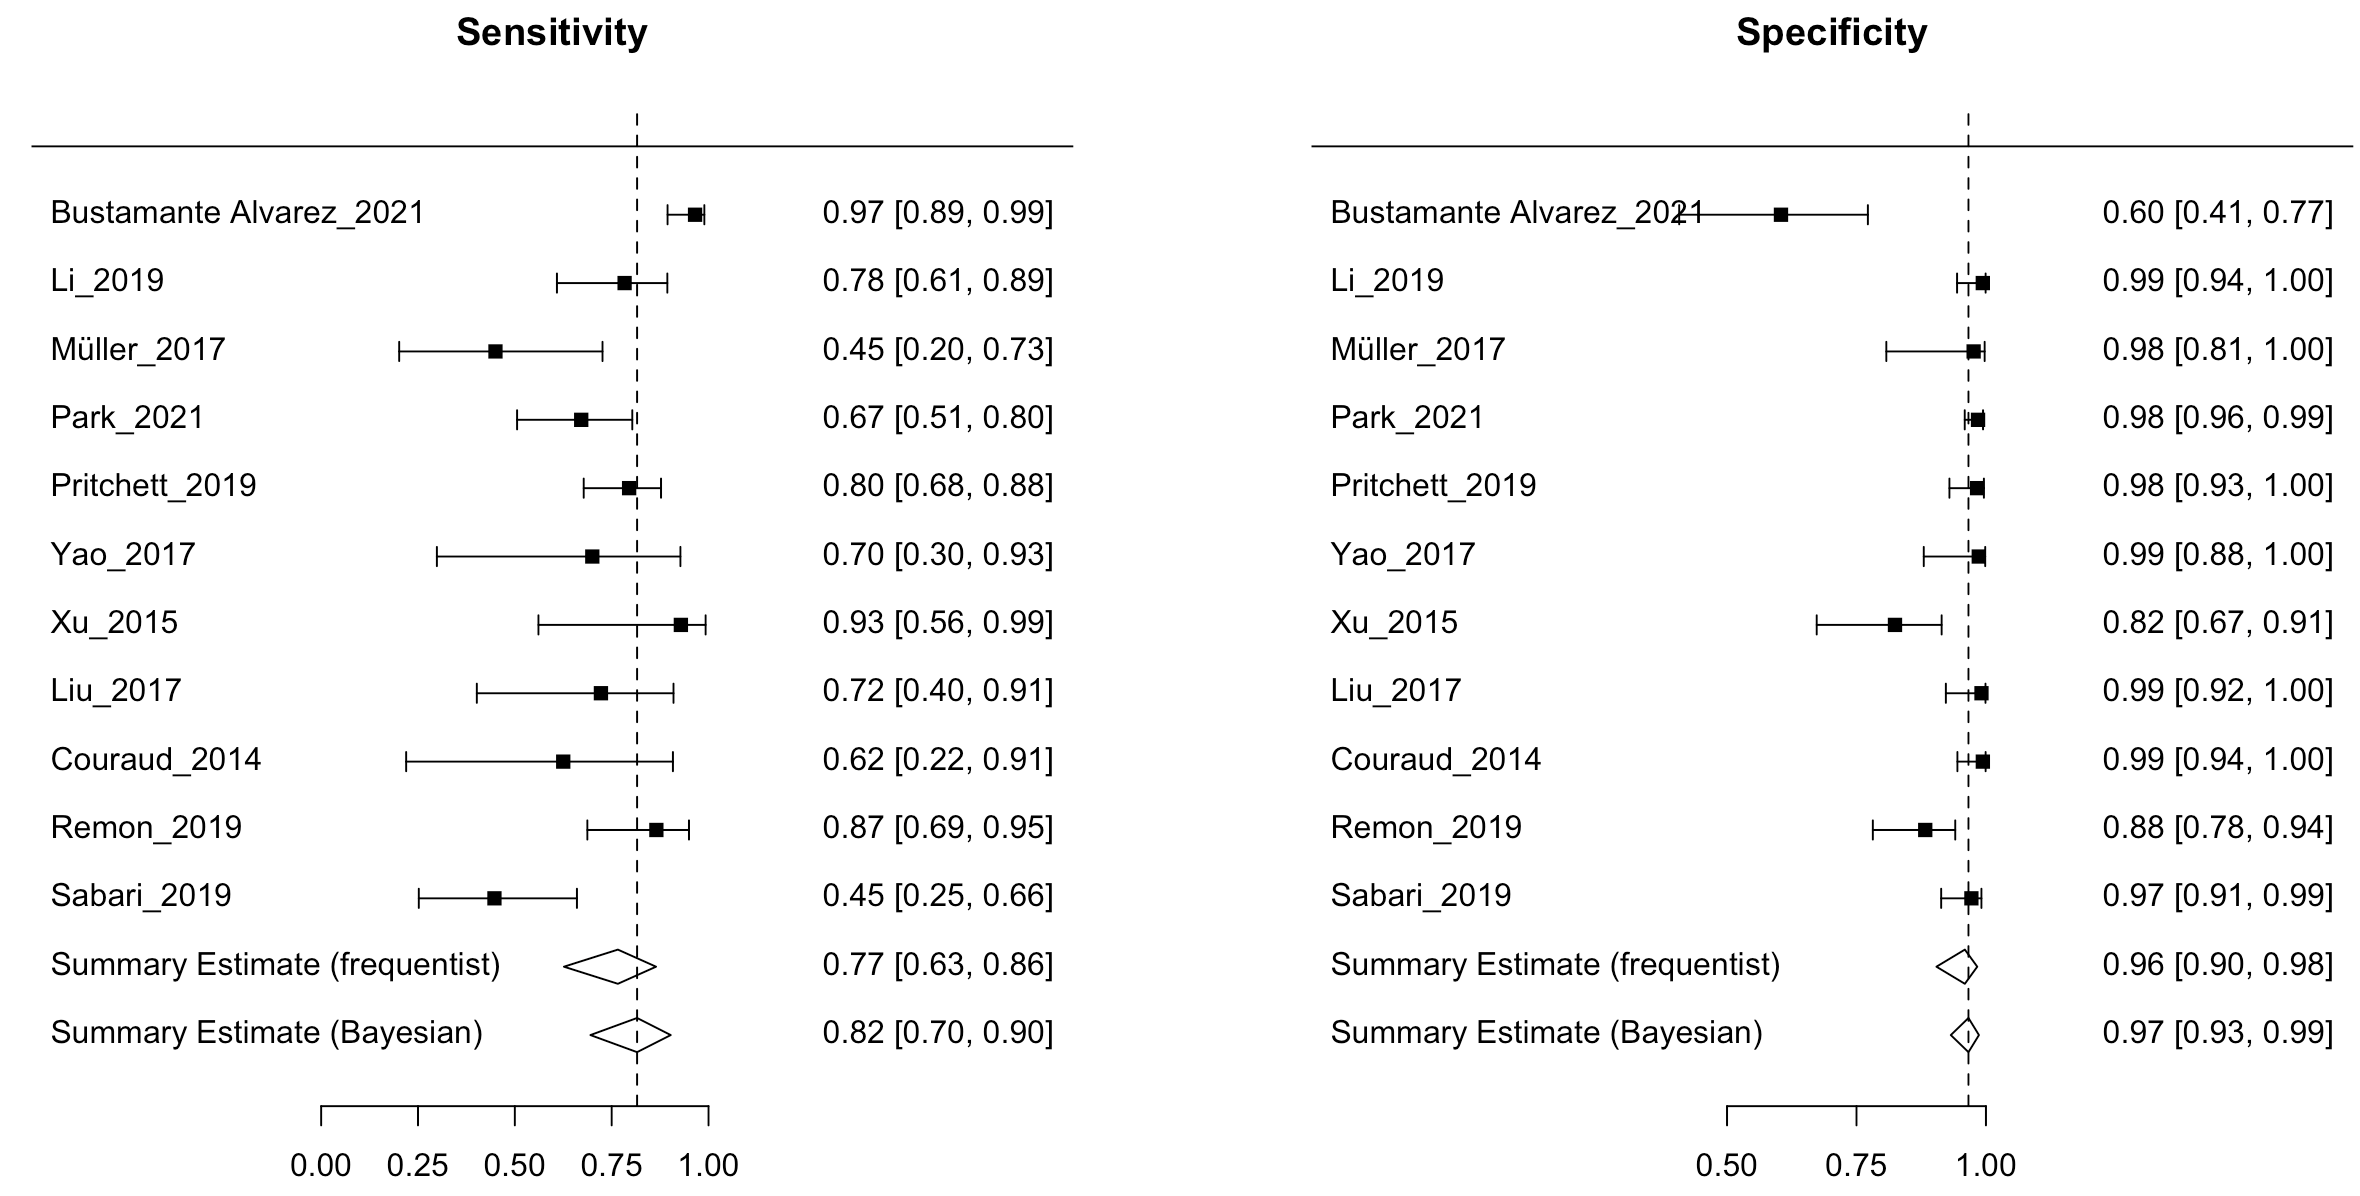 Sensitivity Specificity
Bustamante Alvarez_2021 0.97 [0.89, 0.99] Bustamante Alvarez_2021 0.60 [0.41, 0.77]
Li_2019 0.78 [0.61, 0.89] Li_2019 0.99 [0.94, 1.00]
Müller_2017 0.45 [0.20, 0.73] Müller_2017 0.98 [0.81, 1.00]
Park_2021 0.67 [0.51, 0.80] Park_2021 0.98 [0.96, 0.99]
Pritchett_2019 0.80 [0.68, 0.88] Pritchett_2019 0.98 [0.93, 1.00]
Yao_2017 0.70 [0.30, 0.93] Yao_2017 0.99 [0.88, 1.00]
Xu_2015 0.93 [0.56, 0.99] Xu_2015 0.82 [0.67, 0.91]
Liu_2017 0.72 [0.40, 0.91] Liu_2017 0.99 [0.92, 1.00]
Couraud_2014 0.62 [0.22, 0.91] Couraud_2014 0.99 [0.94, 1.00]
Remon_2019 0.87 [0.69, 0.95] Remon_2019 0.88 [0.78, 0.94]
Sabari_2019 0.45 [0.25, 0.66] Sabari_2019 0.97 [0.91, 0.99]
Summary Estimate (frequentist) 0.77 [0.63, 0.86] Summary Estimate (frequentist) 0.96 [0.90, 0.98]
Summary Estimate (Bayesian) 0.82 [0.70, 0.90] Summary Estimate (Bayesian) 0.97 [0.93, 0.99]
0.00 0.25 0.50 0.75 1.00 0.50 0.75 1.00